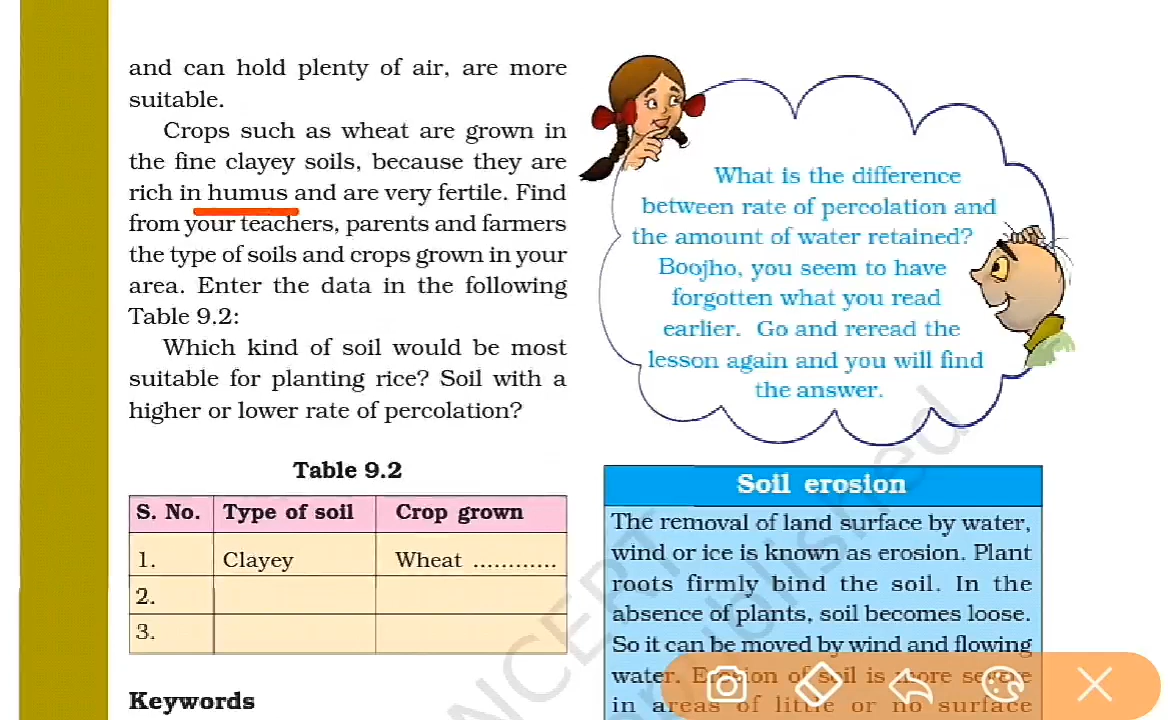 and can hold plenty of air, are more
suitable.
Crops such as wheat are grown in
the fine clayey soils, because they are
rich in humus and are very fertile. Find
from your teachers, parents and farmers
the type of soils and crops grown in your
area. Enter the data in the following
Table 9.2:
Which kind of soil would be most
suitable for planting rice? Soil with a
higher or lower rate of percolation?
Table 9.2
S. No. Type of soil Crop grown
1. Clayey Wheat ............
2.
3.
Keywords
What is the difference
between rate of percolation and
the amount of water retained?
Boojho, you seem to have
forgotten what you read
earlier. Go and reread the
lesson again and you will find
the answer.
Soil erosion
The removal of land surface by water,
wind or ice is known as erosion. Plant
roots firmly bind the soil. In the
absence of plants, soil becomes loose.
So it can be moved by wind and flowing
water. Erosion of soil is more severe
in areas of little or no surface
NCERT